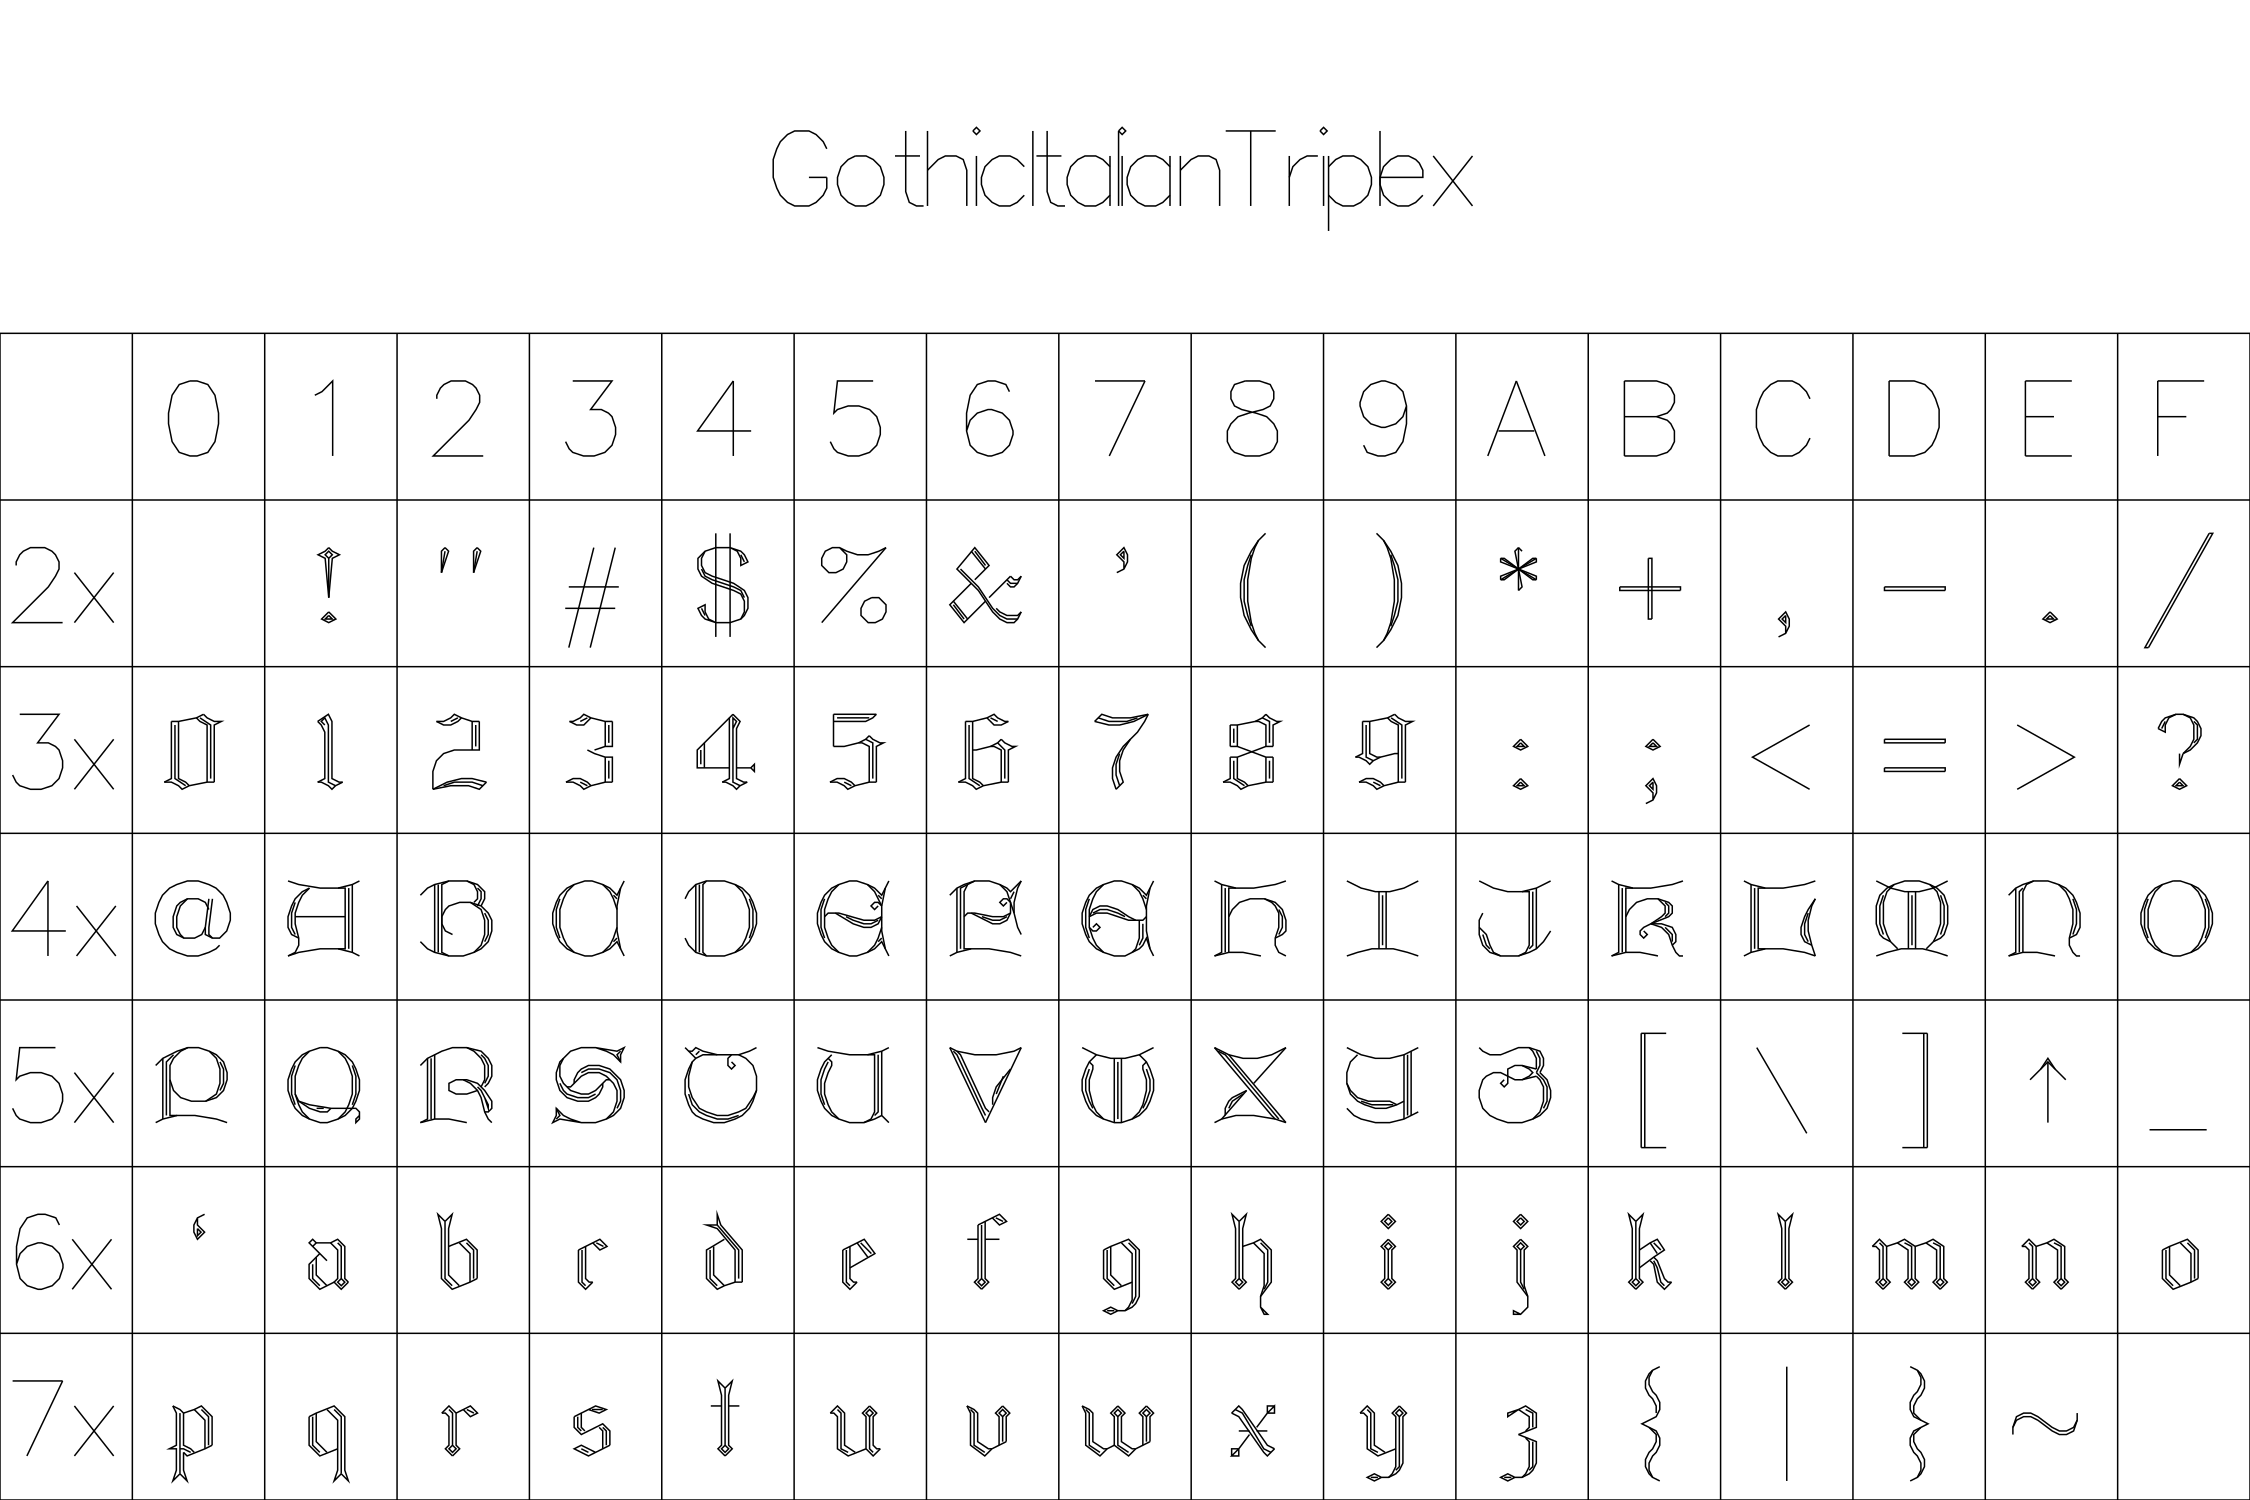 GothicItalianTriplex
0 1 2 3 4 5 6 7 8 9 A B C D E F
2x ! " # $ % & ' ( ) * + , - . /
3x 0 1 2 3 4 5 6 7 8 9 : ; < = > ?
4x @ A B C D E F G H I J K L M N O
5x P Q R S T U V W X Y Z [ \ ] ↑ _
6x ‘ a b c d e f g h i j k l m n o
7x p q r s t u v w x y z { | } ~